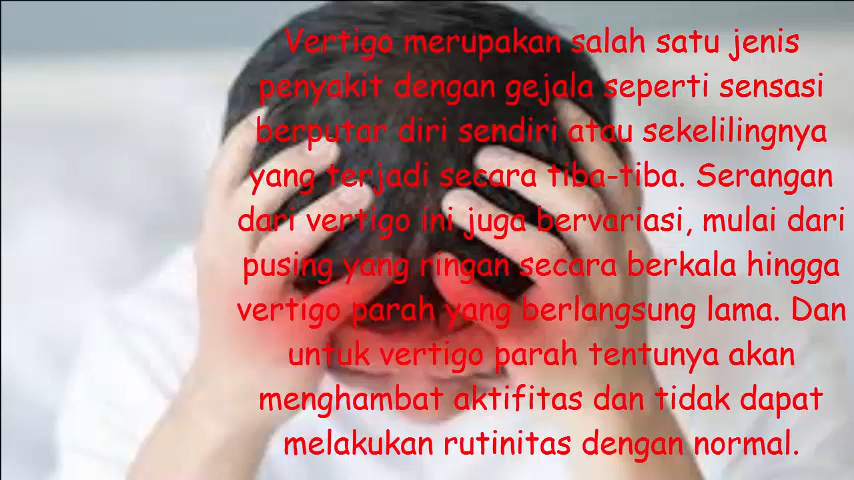 Vertigo merupakan salah satu jenis
penyakit dengan gejala seperti sensasi
berputar diri sendiri atau sekelilingnya
yang terjadi secara tiba-tiba. Serangan
dari vertigo ini juga bervariasi, mulai dari
pusing yang ringan secara berkala hingga
vertigo parah yang berlangsung lama. Dan
untuk vertigo parah tentunya akan
menghambat aktifitas dan tidak dapat
melakukan rutinitas dengan normal.